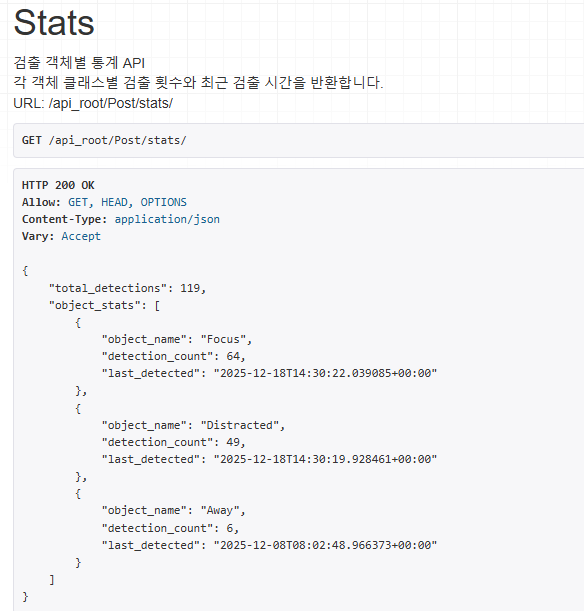 Stats
검출 객체별 통계 API
각 객체 클래스별 검출 횟수와 최근 검출 시간을 반환합니다.
URL: /api_root/Post/stats/
GET /api_root/Post/stats/
HTTP 200 OK
Allow: GET, HEAD, OPTIONS
Content-Type: application/json
Vary: Accept
{
    "total_detections": 119,
    "object_stats": [
        {
            "object_name": "Focus",
            "detection_count": 64,
            "last_detected": "2025-12-18T14:30:22.039085+00:00"
        },
        {
            "object_name": "Distracted",
            "detection_count": 49,
            "last_detected": "2025-12-18T14:30:19.928461+00:00"
        },
        {
            "object_name": "Away",
            "detection_count": 6,
            "last_detected": "2025-12-08T08:02:48.966373+00:00"
        }
    ]
}